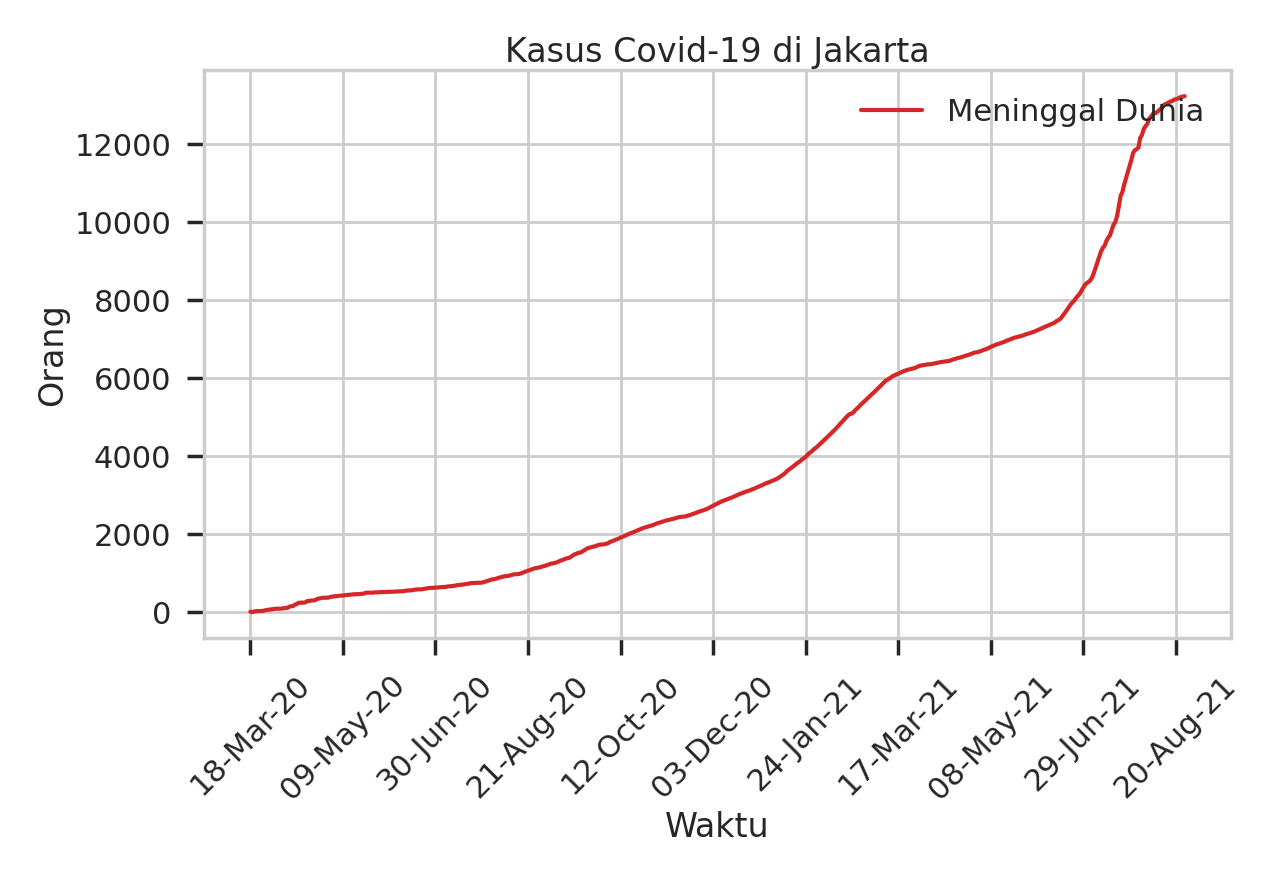 Kasus Covid-19 di Jakarta
Meninggal Dunia
Orang
12000
10000
8000
6000
4000
2000
0
18-Mar-20
09-May-20
30-Jun-20
21-Aug-20
12-Oct-20
03-Dec-20
24-Jan-21
17-Mar-21
08-May-21
29-Jun-21
20-Aug-21
Waktu